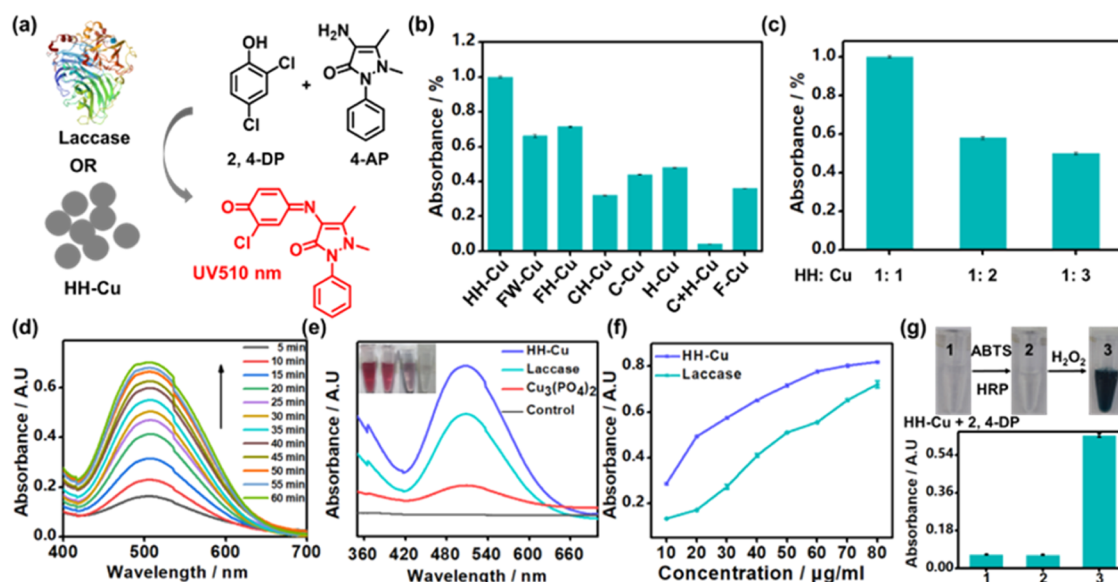 (a)
Laccase
OR
HH-Cu
OH
Cl
Cl
2, 4-DP
+
NH2
O
N
N
4-AP
O
N
Cl
O
N
N
UV510 nm
(b)
Absorbance / %
1.2
1.0
0.8
0.6
0.4
0.2
0.0
HH-Cu
FW-Cu
FH-Cu
CH-Cu
C-Cu
H-Cu
C+H-Cu
F-Cu
(c)
Absorbance / %
1.0
0.8
0.6
0.4
0.2
0.0
HH: Cu
1: 1
1: 2
1: 3
(d)
Absorbance / A.U
0.6
0.4
0.2
0.0
400
500
600
700
Wavelength / nm
5 min
10 min
15 min
20 min
25 min
30 min
35 min
40 min
45 min
50 min
55 min
60 min
(e)
Absorbance / A.U
HH-Cu
Laccase
Cu3(PO4)2
Control
360
420
480
540
600
660
Wavelength / nm
(f)
Absorbance / A.U
0.8
0.6
0.4
0.2
HH-Cu
Laccase
10
20
30
40
50
60
70
80
Concentration / µg/ml
(g)
1
ABTS
HRP
2
H2O2
3
HH-Cu + 2, 4-DP
Absorbance / A.U
0.54
0.36
0.18
0.00
1
2
3